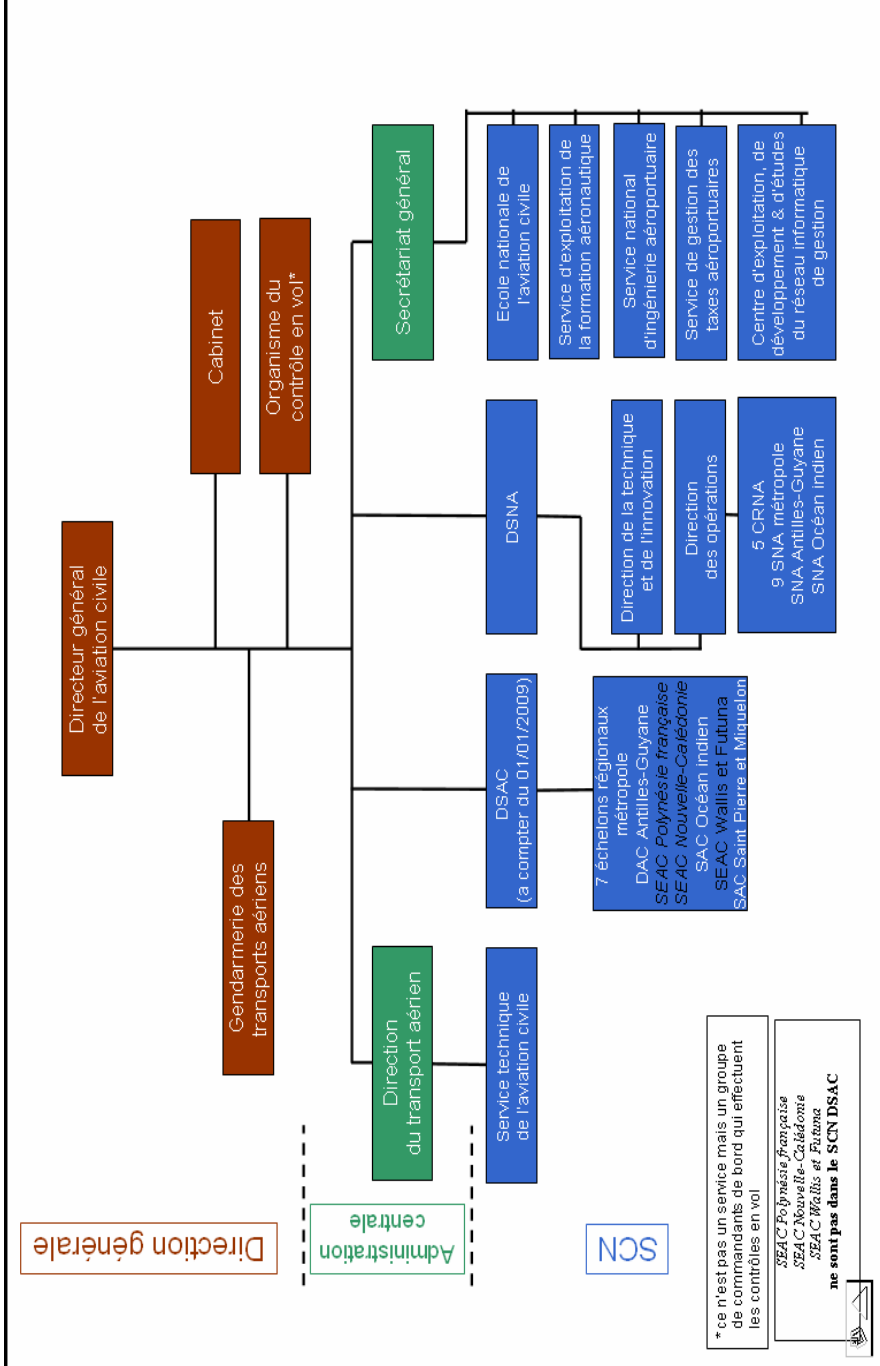 Directeur général
de l'aviation civile
Cabinet
Organisme du
contrôle en vol*
Gendarmerie des
transports aériens
Direction générale
Administration
centrale
SCN
Direction
du transport aérien
Secrétariat général
Service technique
de l'aviation civile
DSAC
(a compter du 01/01/2009)
7 échelons régionaux
métropole
DAC Antilles-Guyane
SEAC Polynésie française
SEAC Nouvelle-Calédonie
SAC Océan indien
SEAC Wallis et Futuna
SAC Saint Pierre et Miquelon
DSNA
Direction de la technique
et de l'innovation
Direction
des opérations
5 CRNA
9 SNA métropole
SNA Antilles-Guyane
SNA Océan indien
Ecole nationale de
l'aviation civile
Service d'exploitation de
la formation aéronautique
Service national
d'ingénierie aéroportuaire
Service de gestion des
taxes aéroportuaires
Centre d'exploitation, de
développement & d'études
du réseau informatique
de gestion
* ce n'est pas un service mais un groupe
de commandants de bord qui effectuent
les contrôles en vol
SEAC Polynésie française
SEAC Nouvelle-Calédonie
SEAC Wallis et Futuna
ne sont pas dans le SCN DSAC